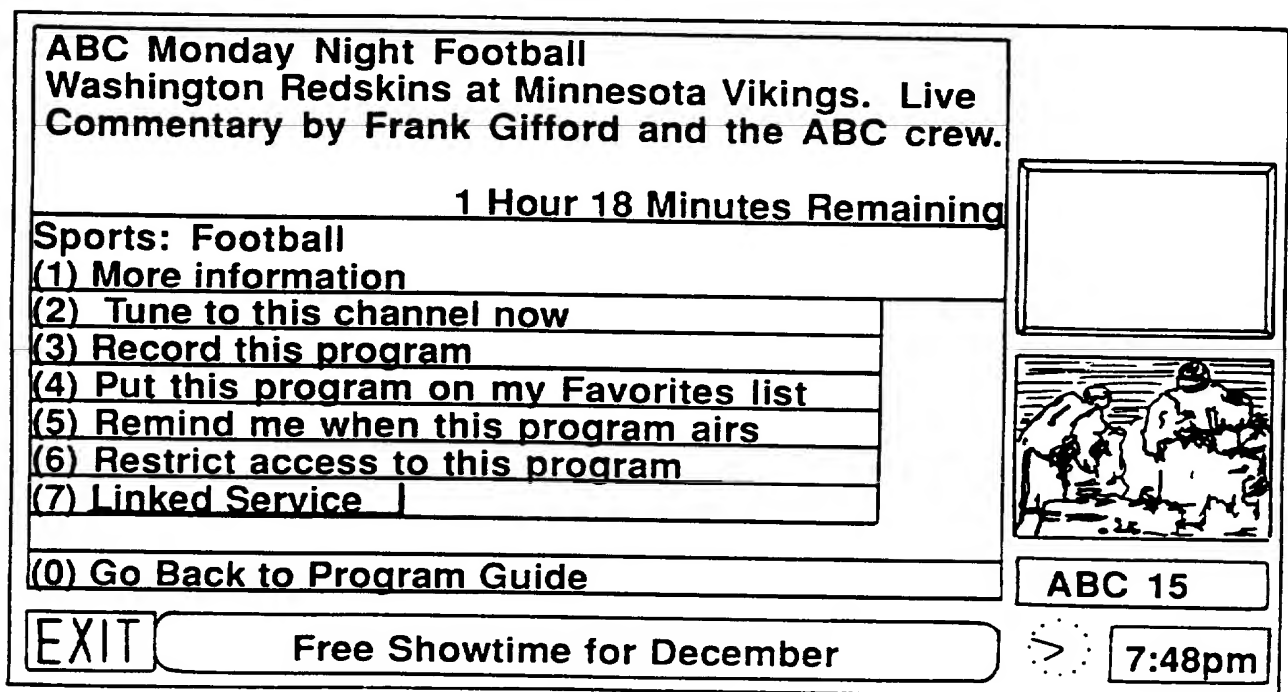 ABC Monday Night Football
Washington Redskins at Minnesota Vikings. Live
Commentary by Frank Gifford and the ABC crew.
1 Hour 18 Minutes Remaining
Sports: Football
(1) More information
(2) Tune to this channel now
(3) Record this program
(4) Put this program on my Favorites list
(5) Remind me when this program airs
(6) Restrict access to this program
(7) Linked Service
(0) Go Back to Program Guide
ABC 15
EXIT
Free Showtime for December
7:48pm